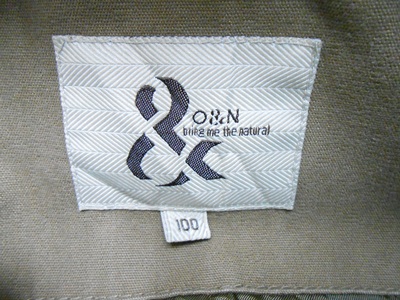 &
O&N
bring me the natural
100